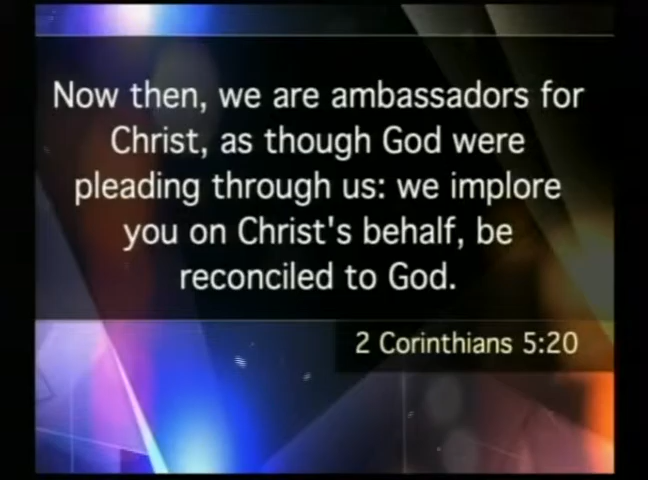 Now then, we are ambassadors for
Christ, as though God were
pleading through us: we implore
you on Christ's behalf, be
reconciled to God.
2 Corinthians 5:20